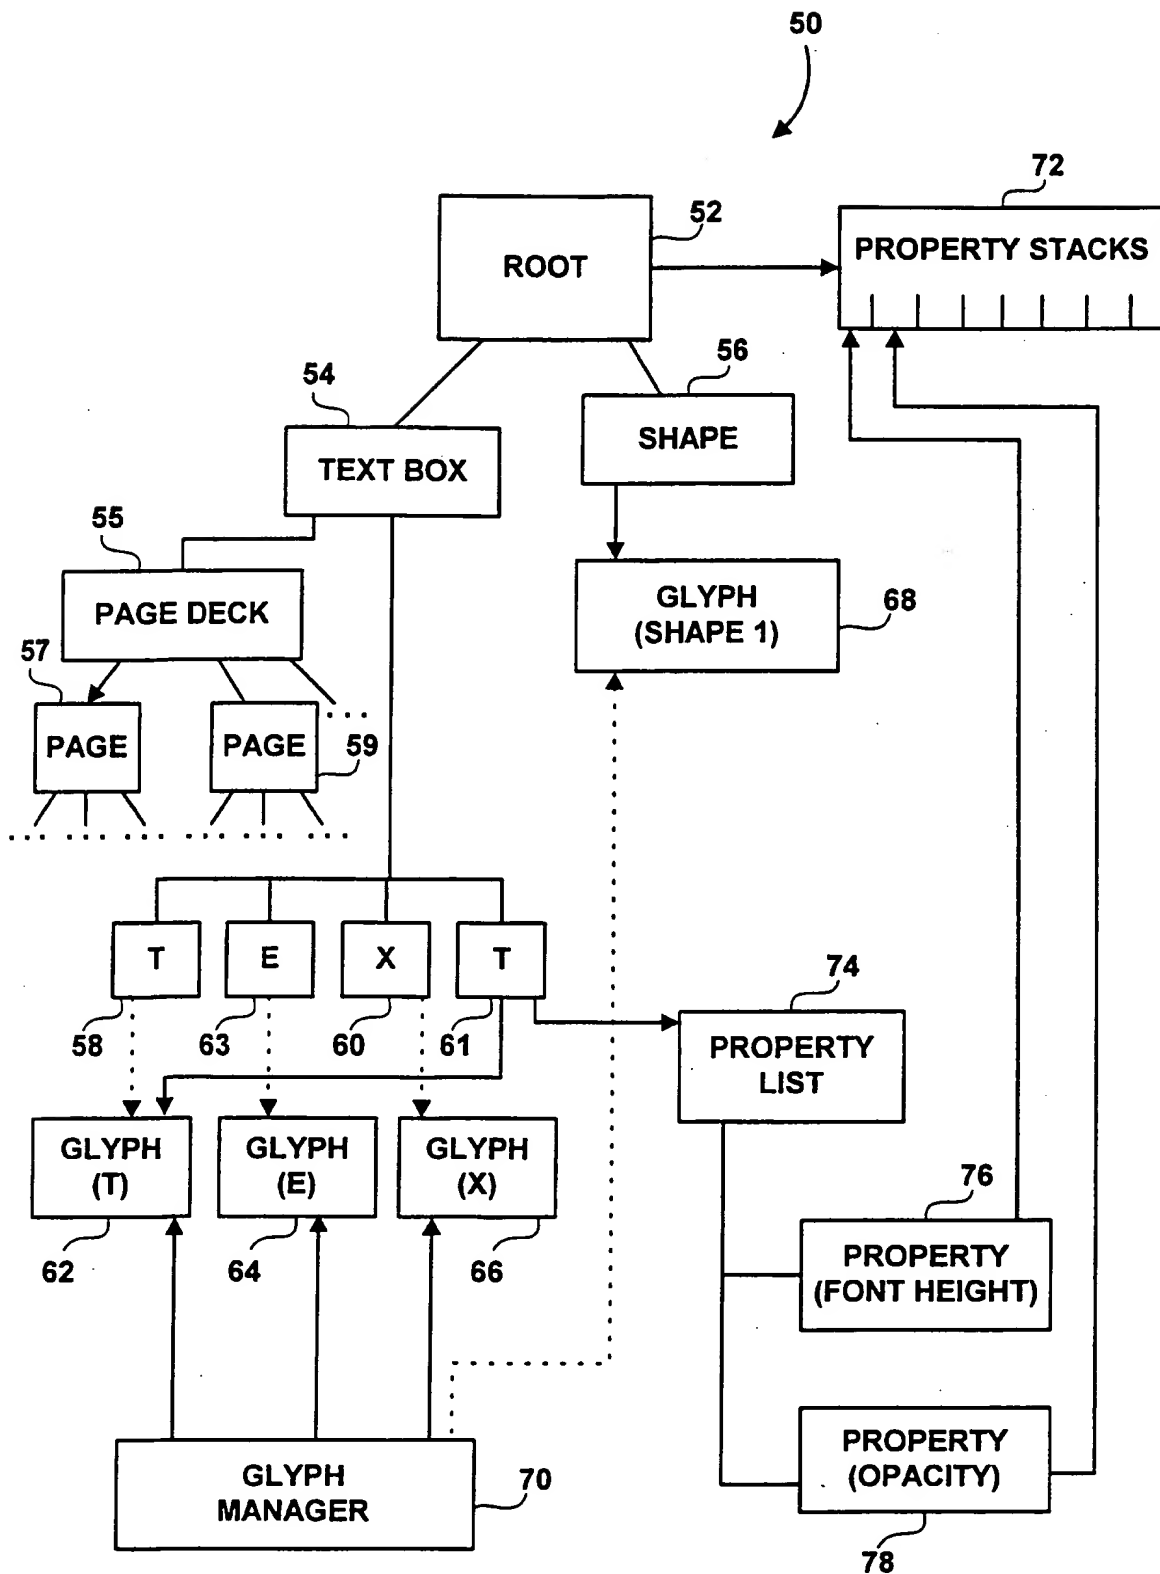 50
72
52
ROOT
PROPERTY STACKS
56
54
SHAPE
TEXT BOX
55
PAGE DECK
GLYPH
(SHAPE 1)
68
57
PAGE
PAGE
59
T
E
X
T
58
63
60
61
74
PROPERTY
LIST
GLYPH
(T)
GLYPH
(E)
GLYPH
(X)
62
64
66
76
PROPERTY
(FONT HEIGHT)
PROPERTY
(OPACITY)
GLYPH
MANAGER
70
78